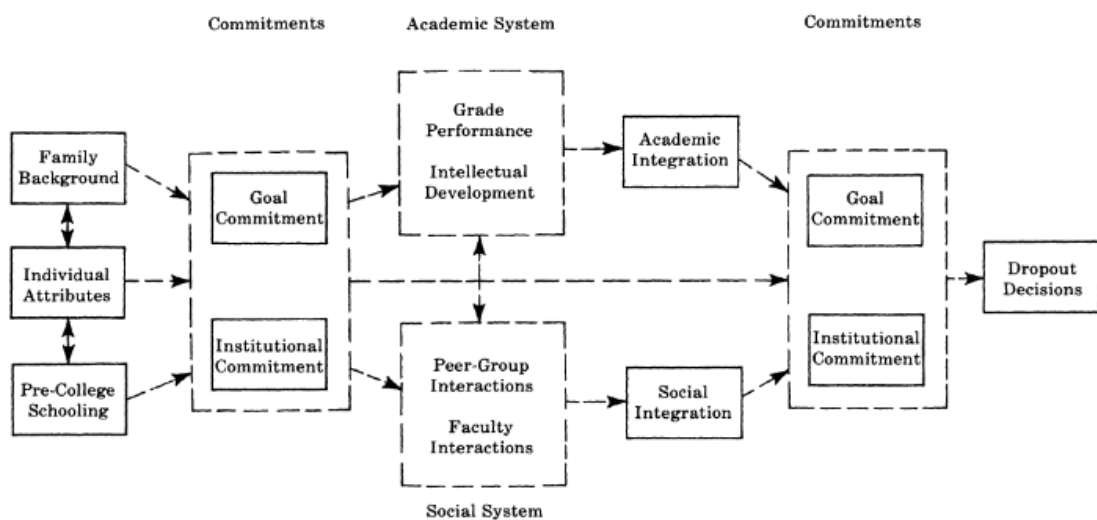 Commitments
Academic System
Commitments
Family
Background
Individual
Attributes
Pre-College
Schooling
Goal
Commitment
Institutional
Commitment
Grade
Performance
Intellectual
Development
Peer-Group
Interactions
Faculty
Interactions
Social System
Academic
Integration
Social
Integration
Goal
Commitment
Institutional
Commitment
Dropout
Decisions